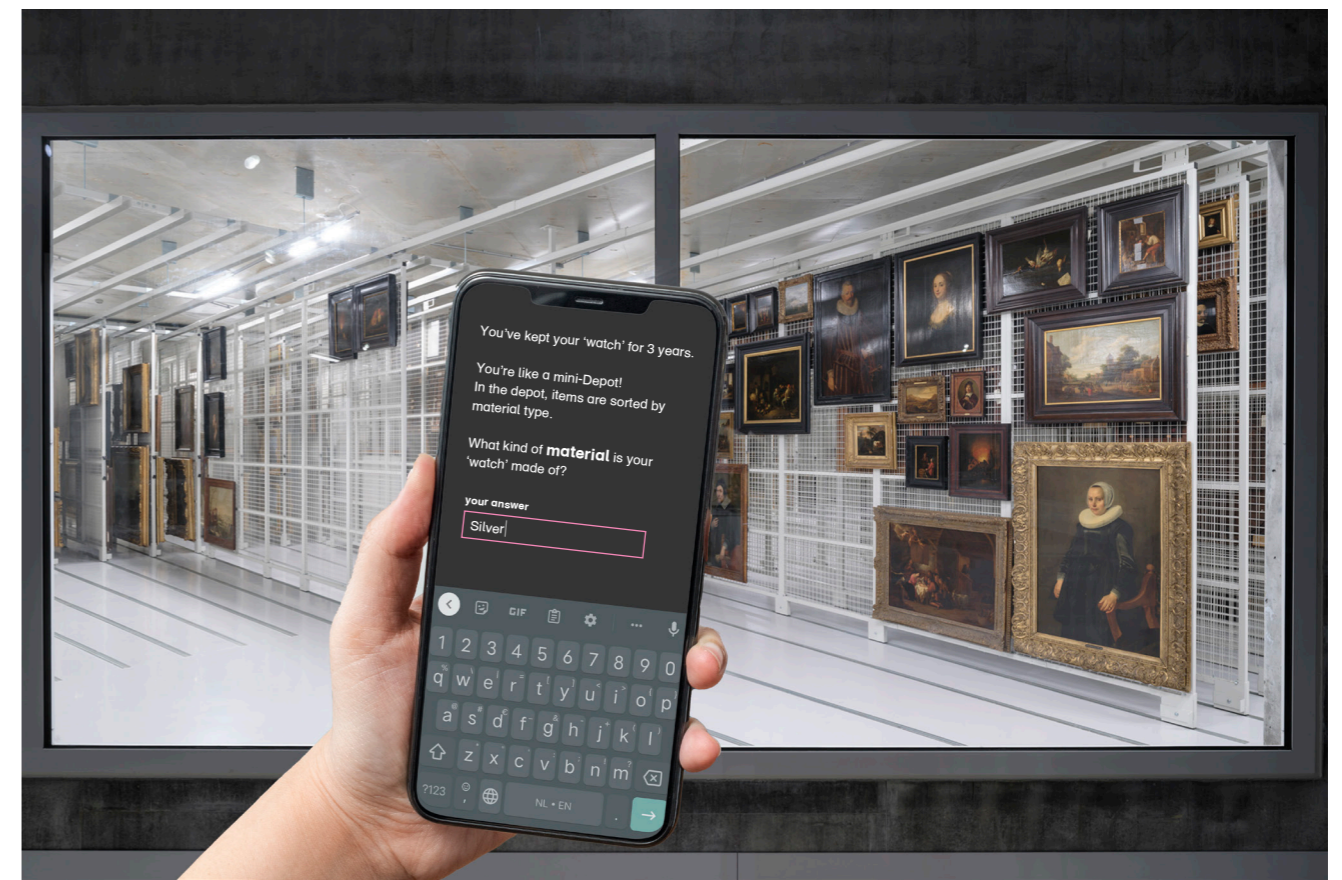 You've kept your 'watch' for 3 years.
You're like a mini-Depot!
In the depot, items are sorted by
material type.
What kind of material is your
'watch' made of?
your answer
Silver
GIF
1 2 3 4 5 6 7 8 9 0
q w e r t y u i o p
a s d f g h j k l
z x c v b n m
?123 , NL • EN .